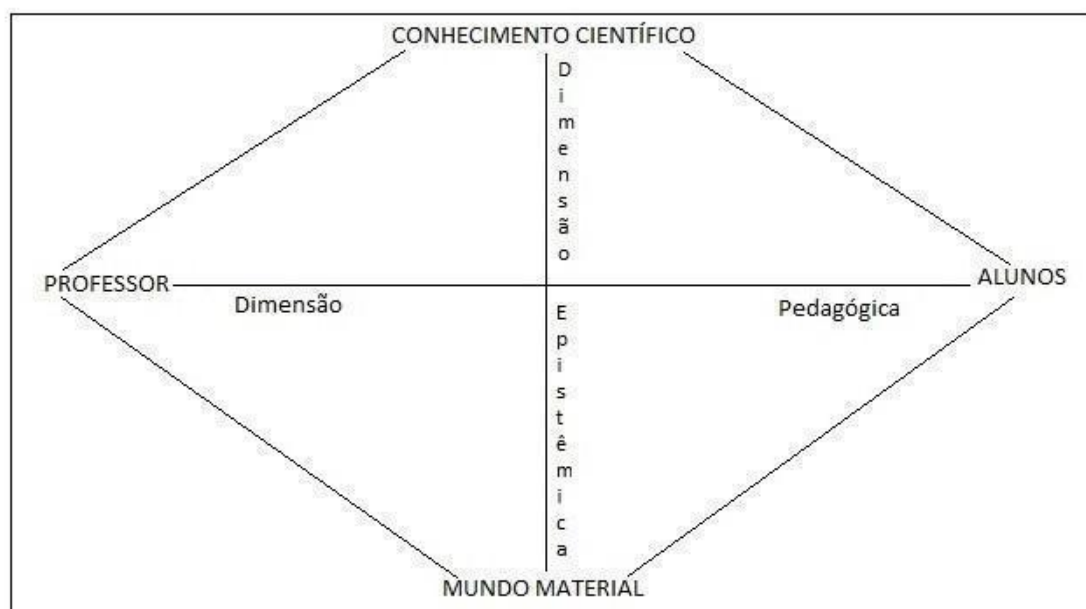 CONHECIMENTO CIENTÍFICO
Dimensão
PROFESSOR
ALUNOS
Dimensão
Pedagógica
Epistêmica
MUNDO MATERIAL